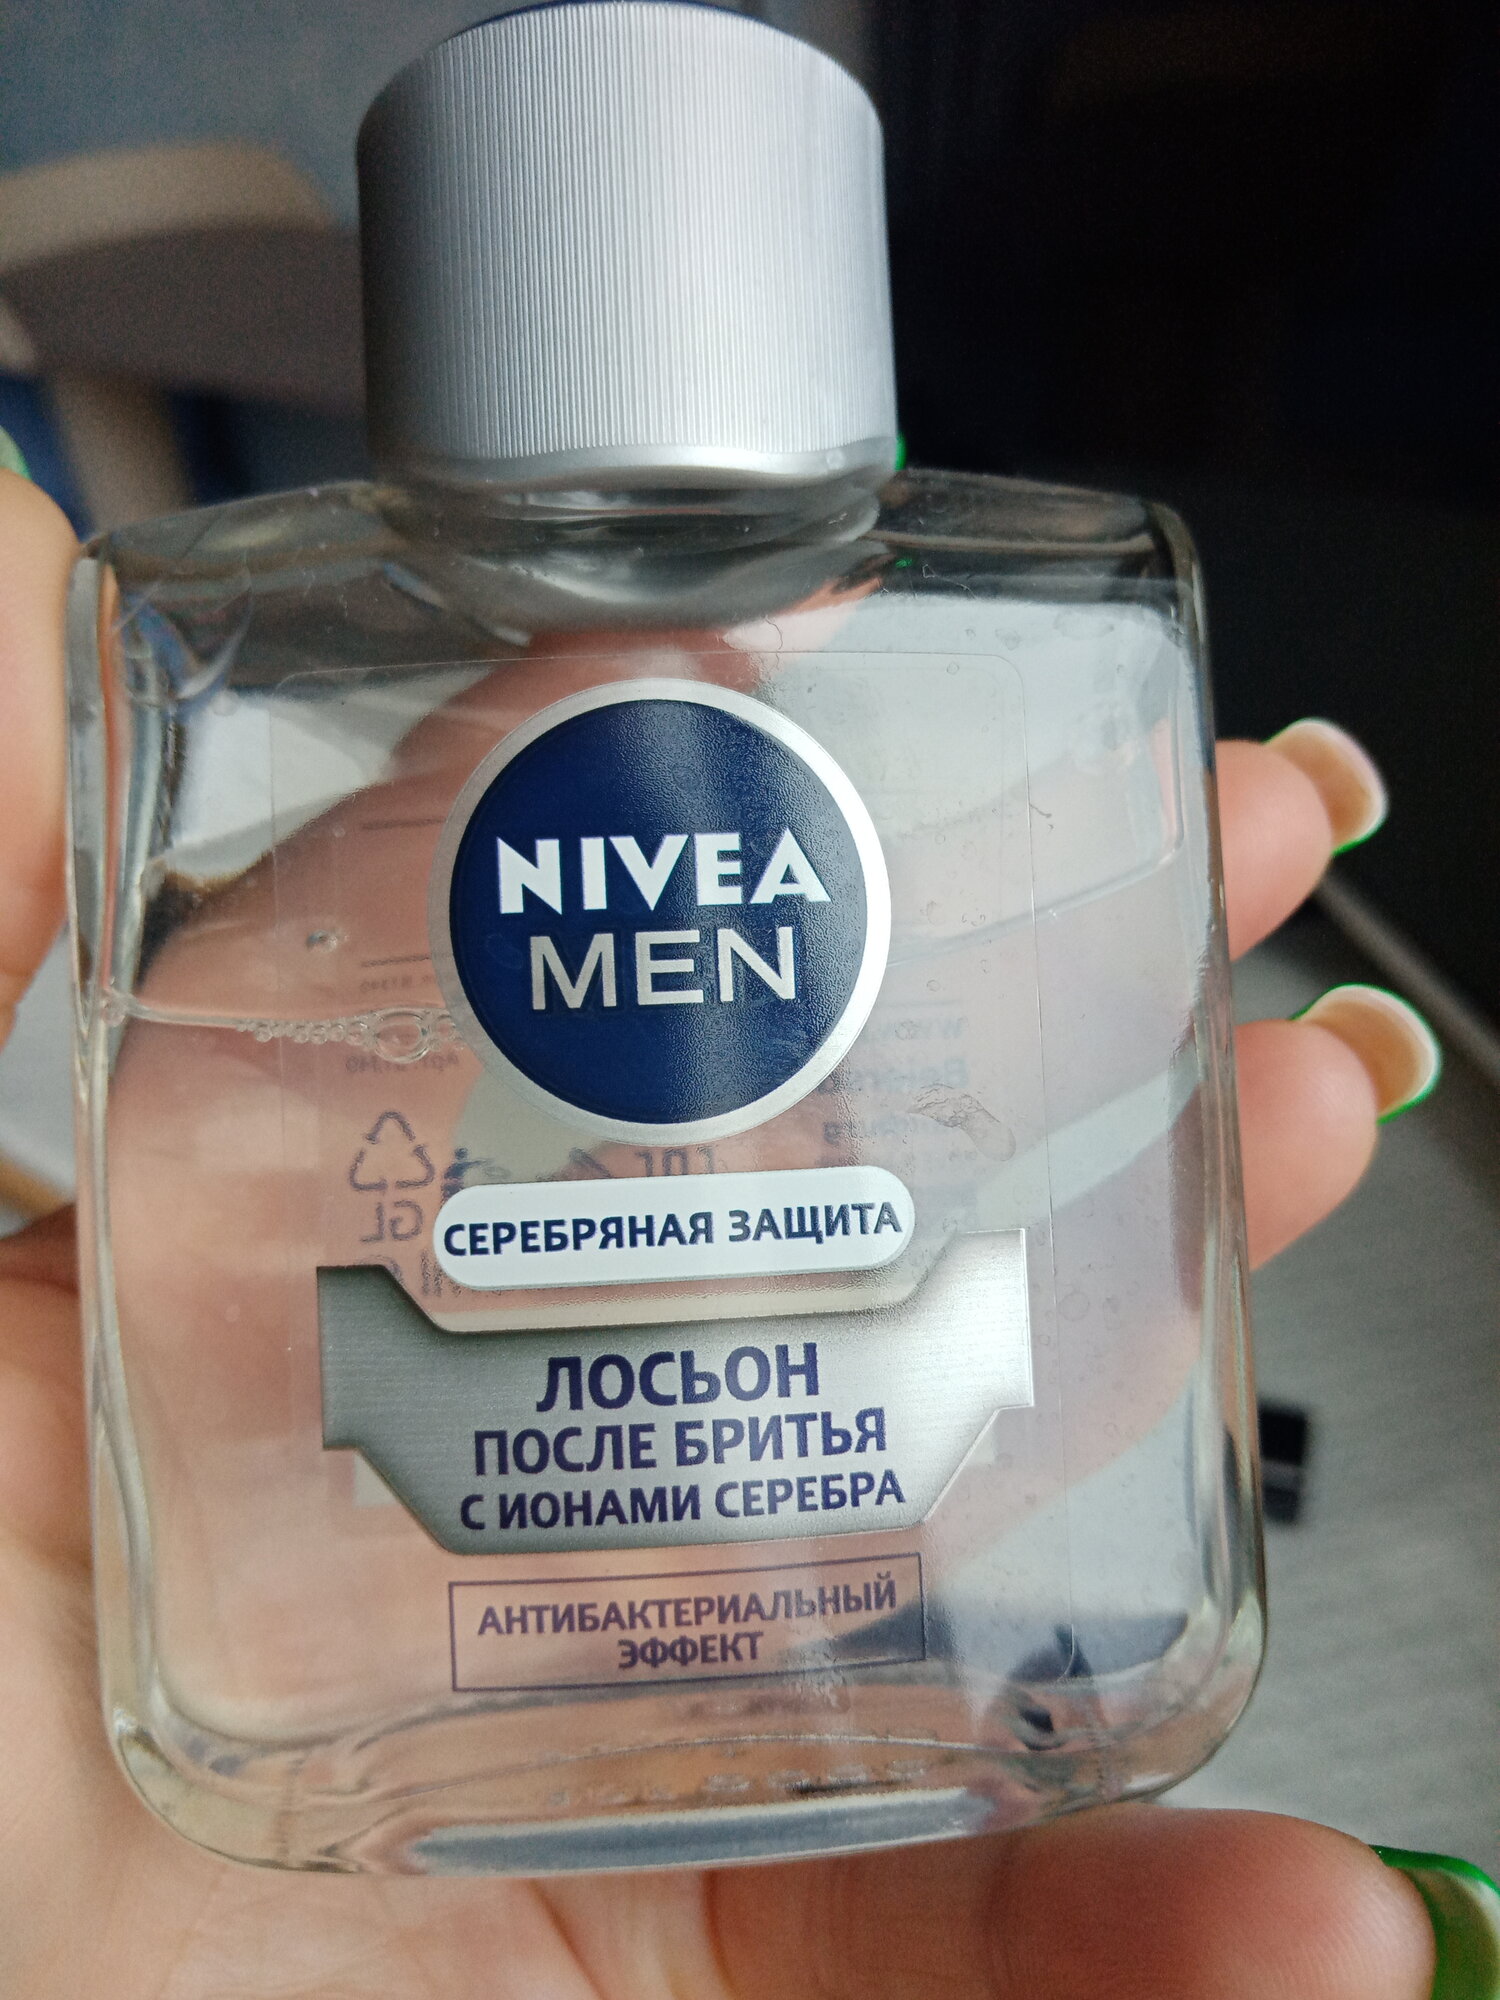 NIVEA
MEN
СЕРЕБРЯНАЯ ЗАЩИТА
ЛОСЬОН
ПОСЛЕ БРИТЬЯ
С ИОНАМИ СЕРЕБРА
АНТИБАКТЕРИАЛЬНЫЙ
ЭФФЕКТ